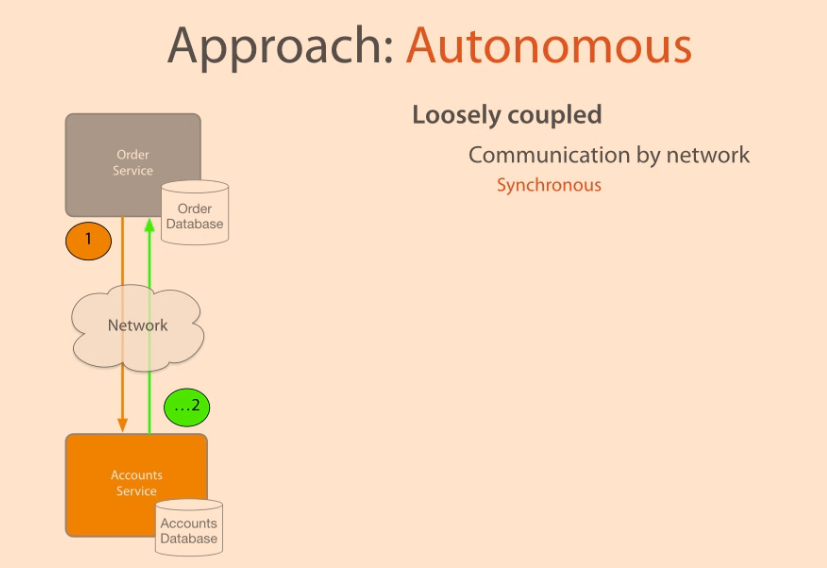 Approach: Autonomous
Loosely coupled
Communication by network
Synchronous
Order
Service
Order
Database
1
Network
...2
Accounts
Service
Accounts
Database